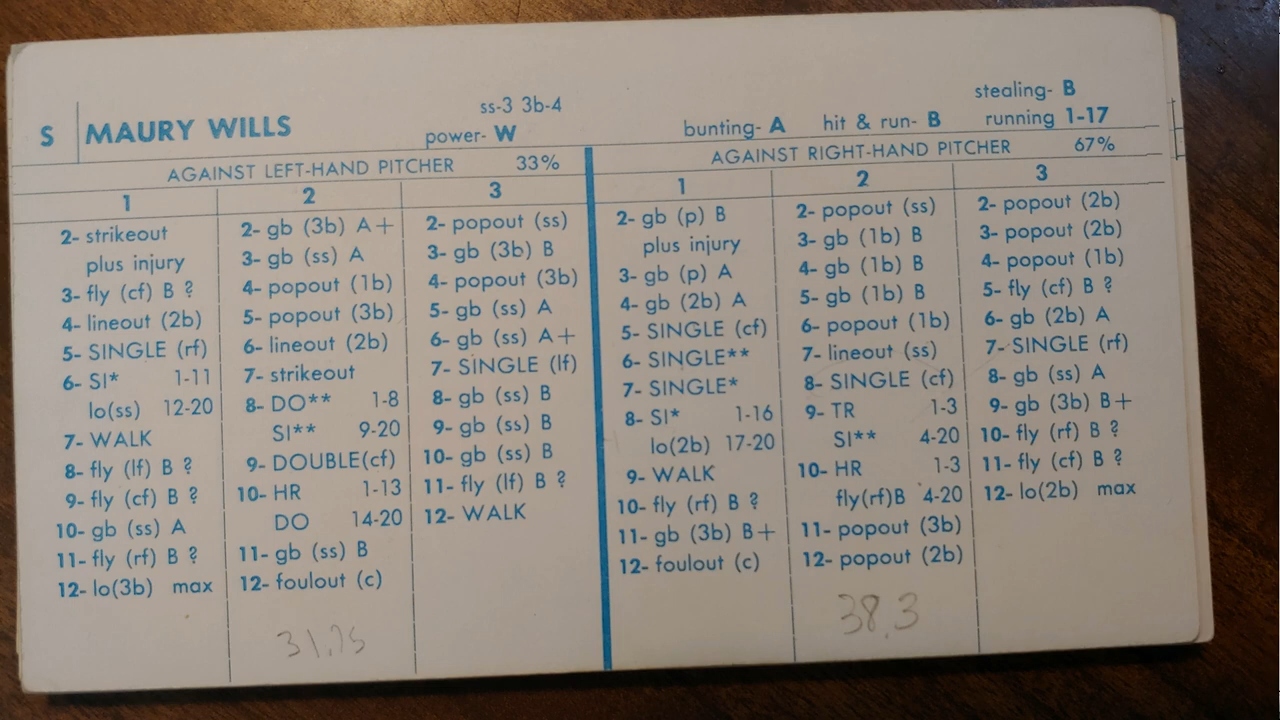 S MAURY WILLS
ss-3 3b-4
power- W
bunting- A hit & run- B
stealing- B
running 1-17
AGAINST LEFT-HAND PITCHER 33%
1 2 3
2- strikeout
plus injury
3- fly (cf) B ?
4- lineout (2b)
5- SINGLE (rf)
6- SI* 1-11
lo(ss) 12-20
7- WALK
8- fly (lf) B ?
9- fly (cf) B ?
10- gb (ss) A
11- fly (rf) B ?
12- lo(3b) max
2- gb (3b) A+
3- gb (ss) A
4- popout (1b)
5- popout (3b)
6- lineout (2b)
7- strikeout
8- DO** 1-8
SI** 9-20
9- DOUBLE(cf)
10- HR 1-13
DO 14-20
11- gb (ss) B
12- foulout (c)
31.75
2- popout (ss)
3- gb (3b) B
4- popout (3b)
5- gb (ss) A
6- gb (ss) A+
7- SINGLE (lf)
8- gb (ss) B
9- gb (ss) B
10- gb (ss) B
11- fly (lf) B ?
12- WALK
AGAINST RIGHT-HAND PITCHER 67%
1 2 3
2- gb (p) B
plus injury
3- gb (p) A
4- gb (2b) A
5- SINGLE (cf)
6- SINGLE**
7- SINGLE*
8- SI* 1-16
lo(2b) 17-20
9- WALK
10- fly (rf) B ?
11- gb (3b) B+
12- foulout (c)
2- popout (ss)
3- gb (1b) B
4- gb (1b) B
5- gb (1b) B
6- popout (1b)
7- lineout (ss)
8- SINGLE (cf)
9- TR 1-3
SI** 4-20
10- HR 1-3
fly(rf)B 4-20
11- popout (3b)
12- popout (2b)
38.3
2- popout (2b)
3- popout (2b)
4- popout (1b)
5- fly (cf) B ?
6- gb (2b) A
7- SINGLE (rf)
8- gb (ss) A
9- gb (3b) B+
10- fly (rf) B ?
11- fly (cf) B ?
12- lo(2b) max